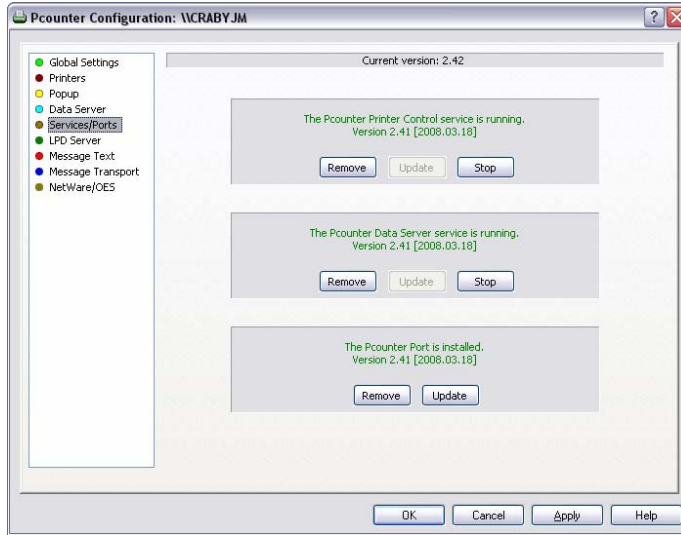 Pcounter Configuration: \\CRABYJM
Global Settings
Printers
Popup
Data Server
Services/Ports
LPD Server
Message Text
Message Transport
NetWare/OES
Current version: 2.42
The Pcounter Printer Control service is running.
Version 2.41 [2008.03.18]
Remove Update Stop
The Pcounter Data Server service is running.
Version 2.41 [2008.03.18]
Remove Update Stop
The Pcounter Port is installed.
Version 2.41 [2008.03.18]
Remove Update
OK Cancel Apply Help